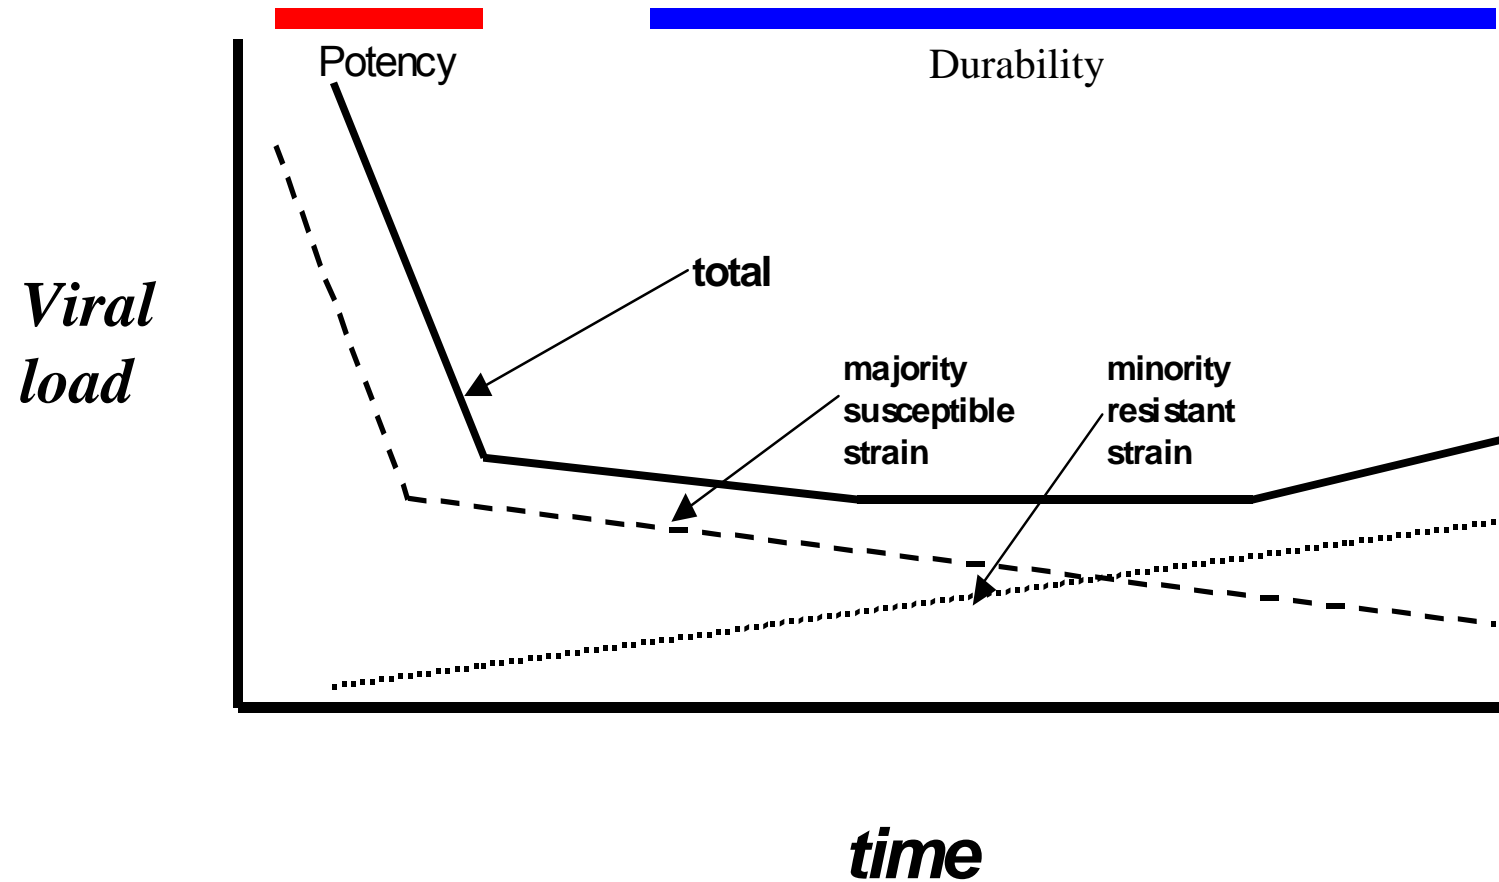 Potency
Durability
total
Viral
load
majority
susceptible
strain
minority
resistant
strain
time